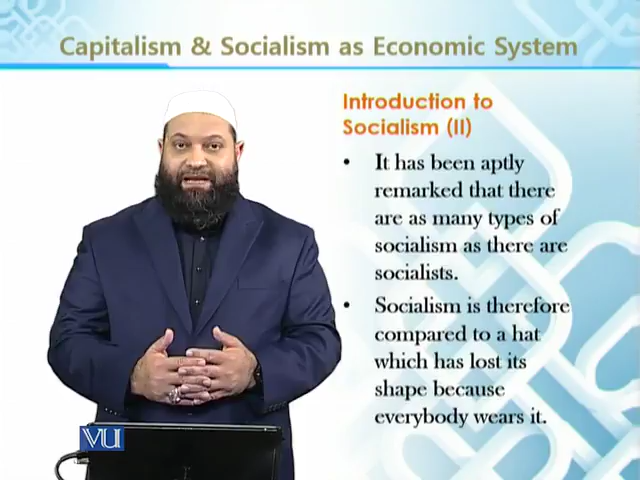 Capitalism & Socialism as Economic System
Introduction to
Socialism (II)
• It has been aptly
remarked that there
are as many types of
socialism as there are
socialists.
• Socialism is therefore
compared to a hat
which has lost its
shape because
everybody wears it.
VU